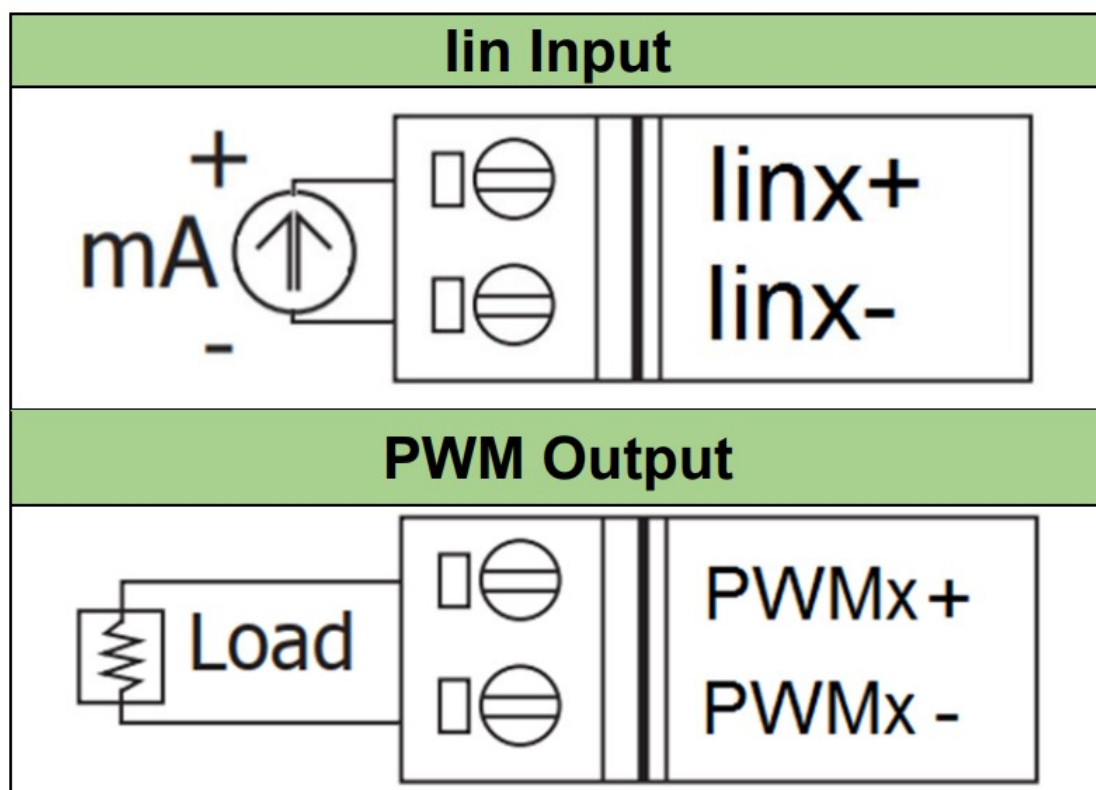 Iin Input
+
mA
-
Iinx+
Iinx-
PWM Output
Load
PWMx +
PWMx -